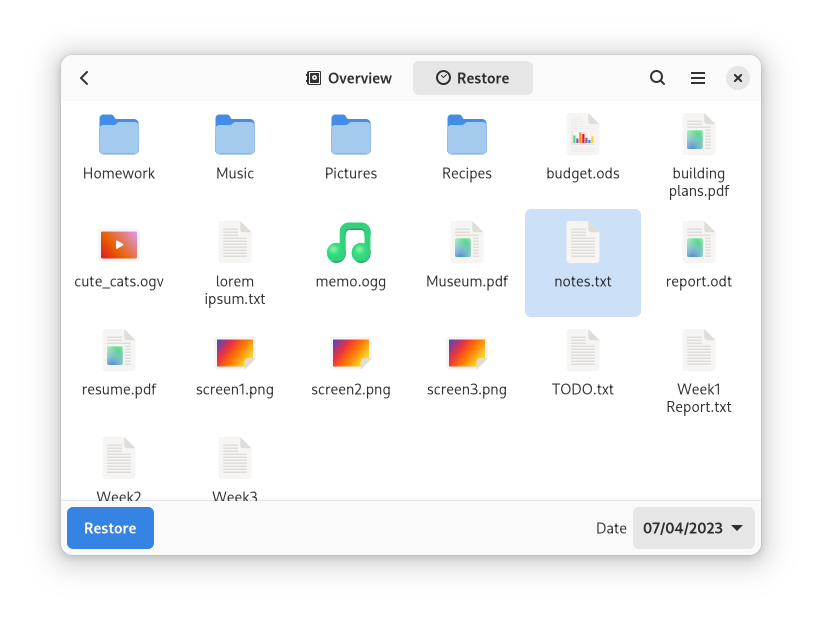 Overview
Restore
Homework
Music
Pictures
Recipes
budget.ods
building
plans.pdf
cute_cats.ogv
lorem
ipsum.txt
memo.ogg
Museum.pdf
notes.txt
report.odt
resume.pdf
screen1.png
screen2.png
screen3.png
TODO.txt
Week1
Report.txt
Week2
Week3
Restore
Date
07/04/2023